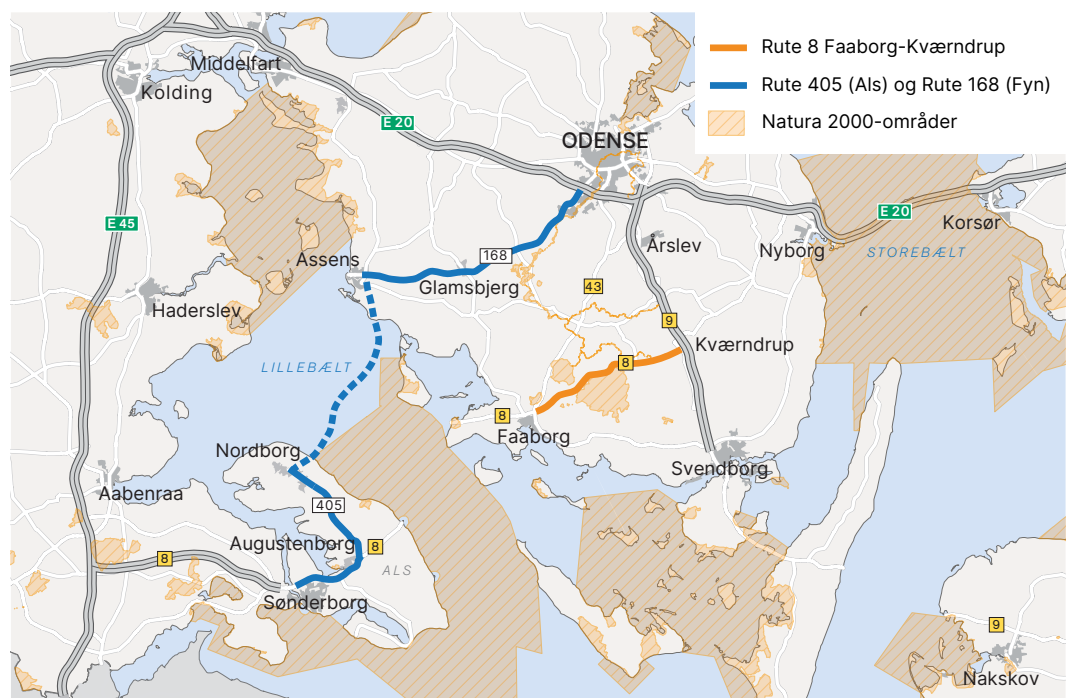 Rute 8 Faaborg-Kværndrup
Rute 405 (Als) og Rute 168 (Fyn)
Natura 2000-områder
Middelfart
Kolding
E 20
ODENSE
E 45
E 20
Korsør
Årslev
Nyborg
STOREBÆLT
168
Assens
Glamsbjerg
43
Haderslev
9
Kværndrup
LILLEBÆLT
8
8
Faaborg
Nordborg
Svendborg
Aabenraa
405
Augustenborg
8
8
ALS
Sønderborg
9
Nakskov